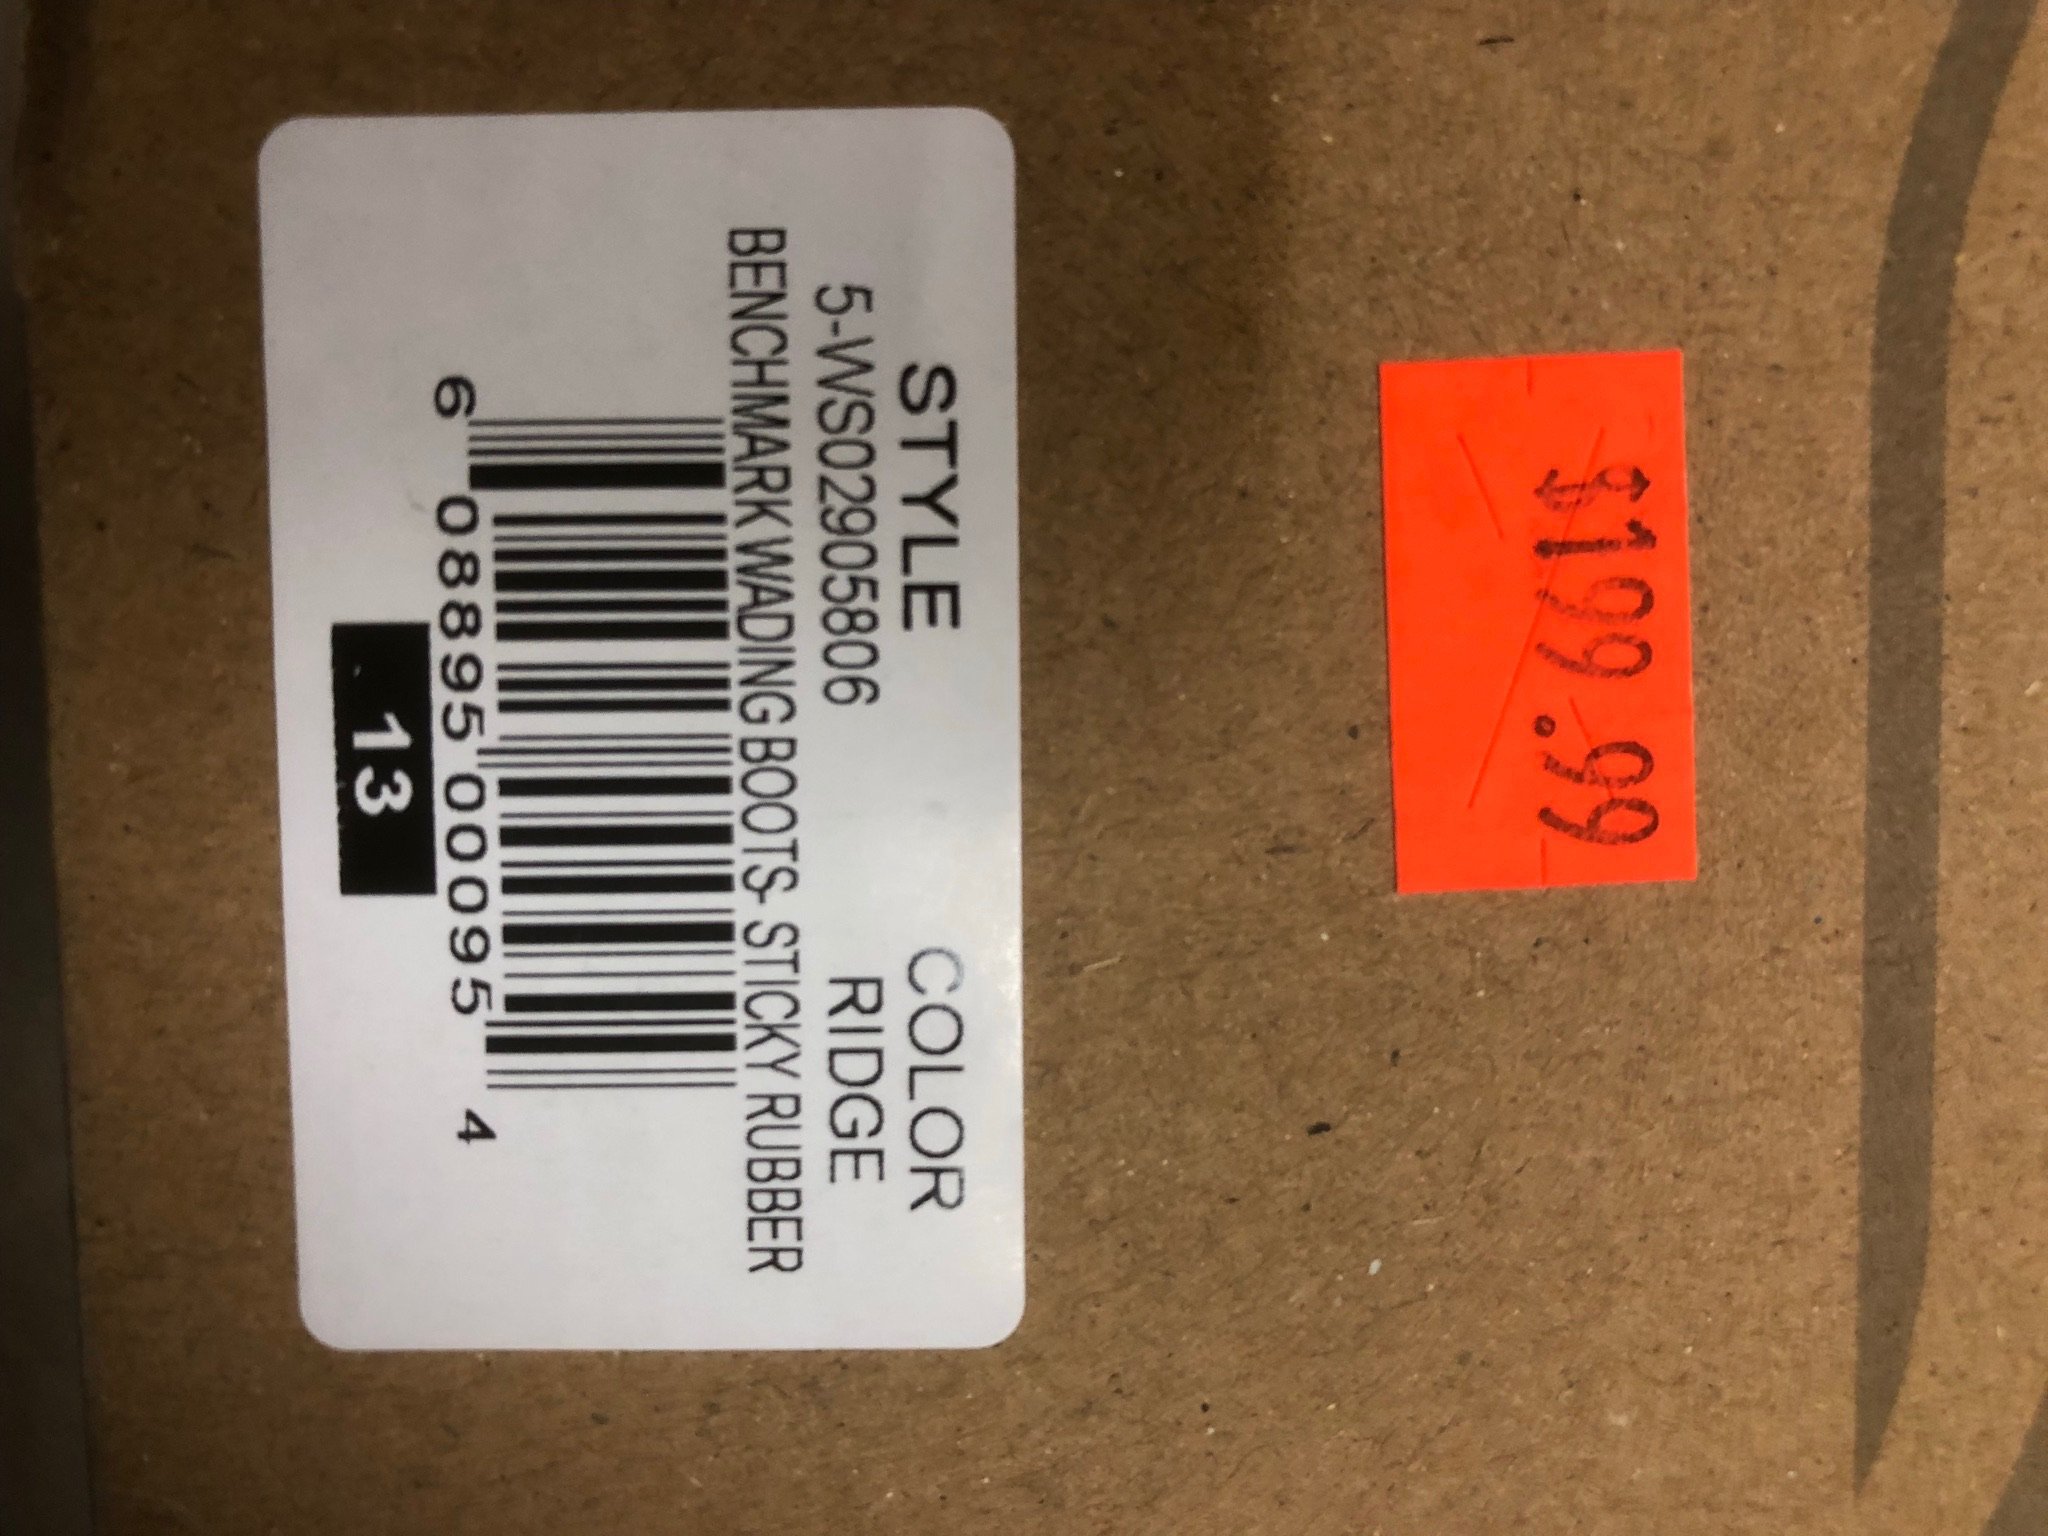 $199.99
STYLE COLOR
5-WS02905806 RIDGE
BENCHMARK WADING BOOTS- STICKY RUBBER
6 08895 00095 4
13